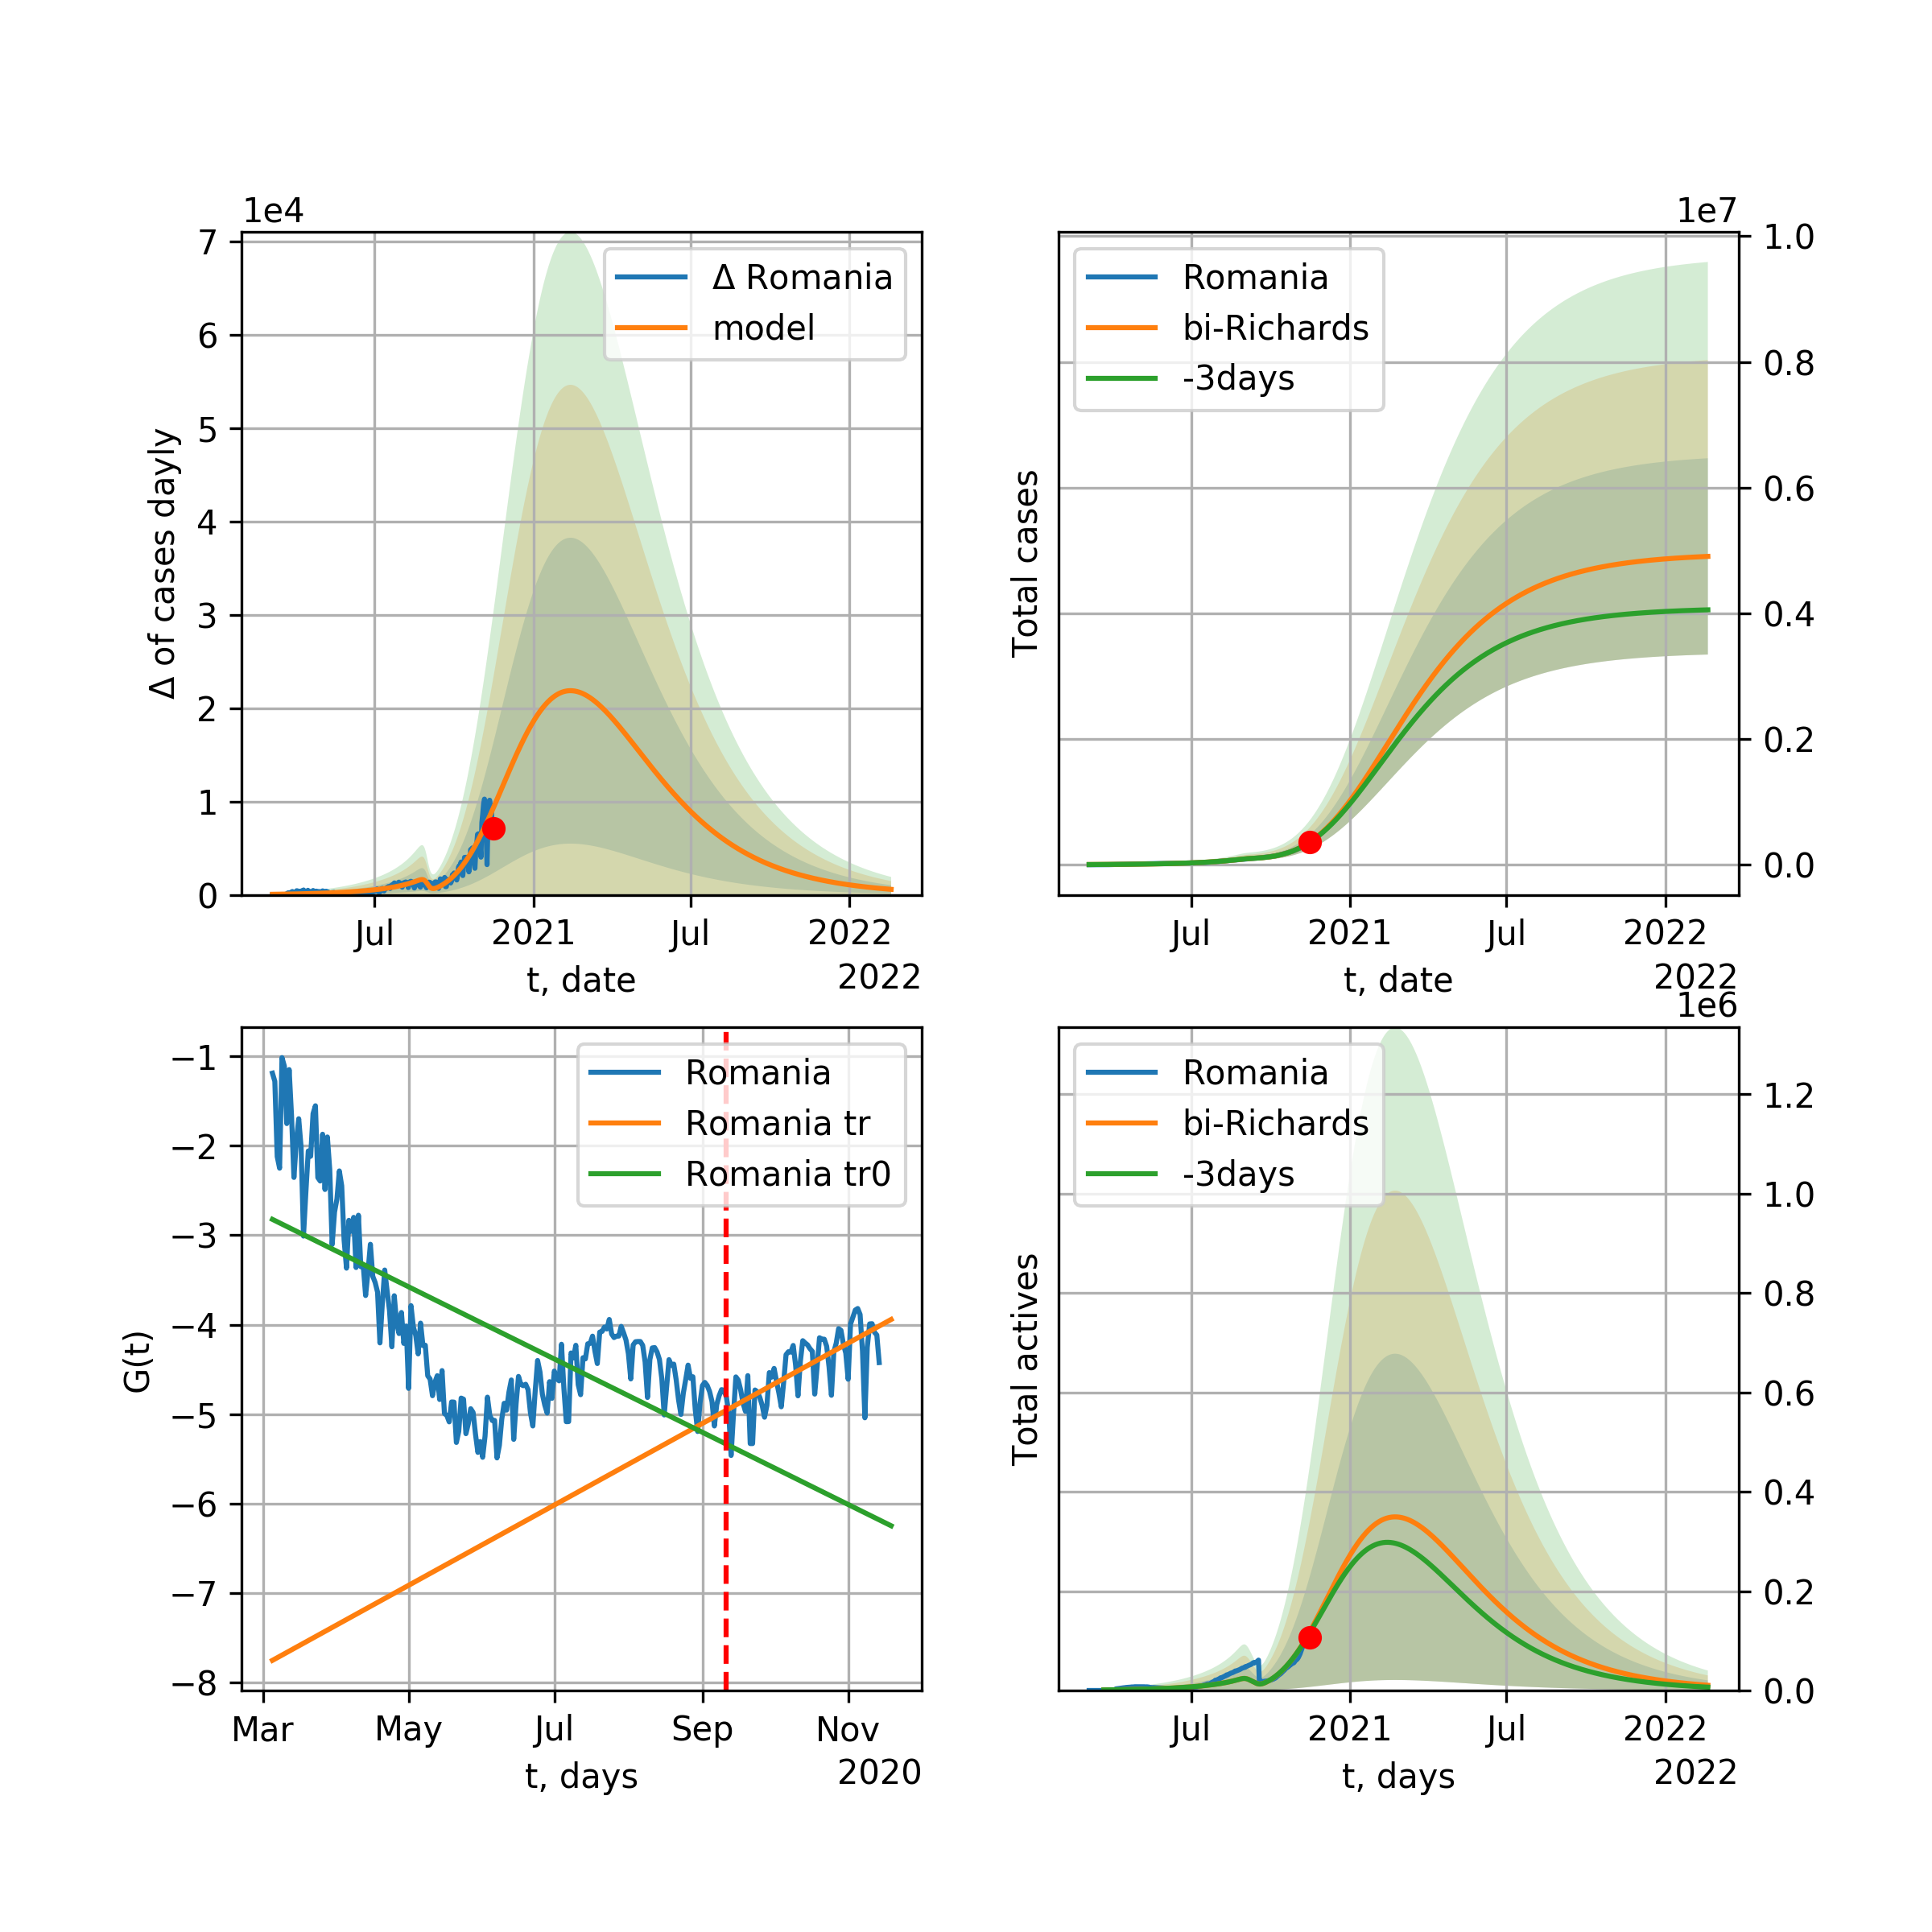 1e4
7
6
5
4
3
2
1
0
Δ of cases dayly
Δ Romania
model
Jul
2021
Jul
2022
t, date
2022
1e7
1.0
0.8
0.6
0.4
0.2
0.0
Total cases
Romania
bi-Richards
-3days
Jul
2021
Jul
2022
t, date
2022
−1
−2
−3
−4
−5
−6
−7
−8
G(t)
Romania
Romania tr
Romania tr0
Mar
May
Jul
Sep
Nov
t, days
2020
1e6
1.2
1.0
0.8
0.6
0.4
0.2
0.0
Total actives
Romania
bi-Richards
-3days
Jul
2021
Jul
2022
t, days
2022